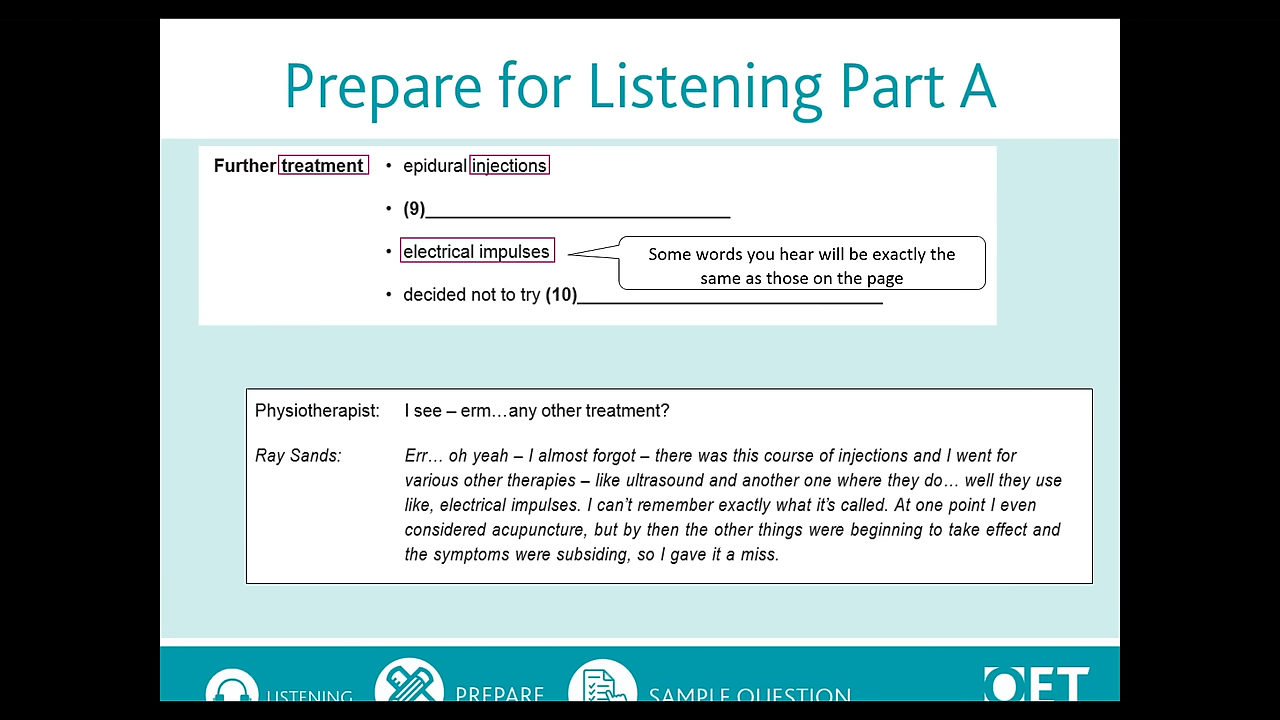 Prepare for Listening Part A
Further treatment • epidural injections
• (9)
• electrical impulses
Some words you hear will be exactly the
same as those on the page
• decided not to try (10)
Physiotherapist: I see – erm…any other treatment?
Ray Sands: Err… oh yeah – I almost forgot – there was this course of injections and I went for
various other therapies – like ultrasound and another one where they do… well they use
like, electrical impulses. I can’t remember exactly what it’s called. At one point I even
considered acupuncture, but by then the other things were beginning to take effect and
the symptoms were subsiding, so I gave it a miss.
LISTENING PREPARE SAMPLE QUESTION OET